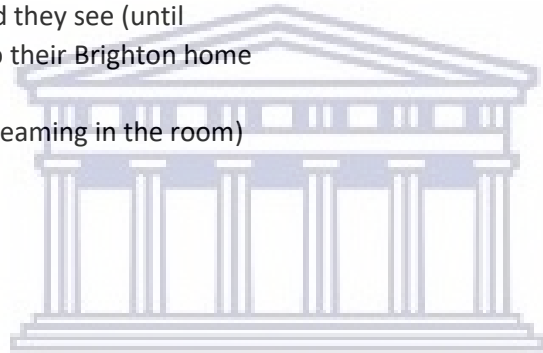 d they see (until
o their Brighton home
eaming in the room)